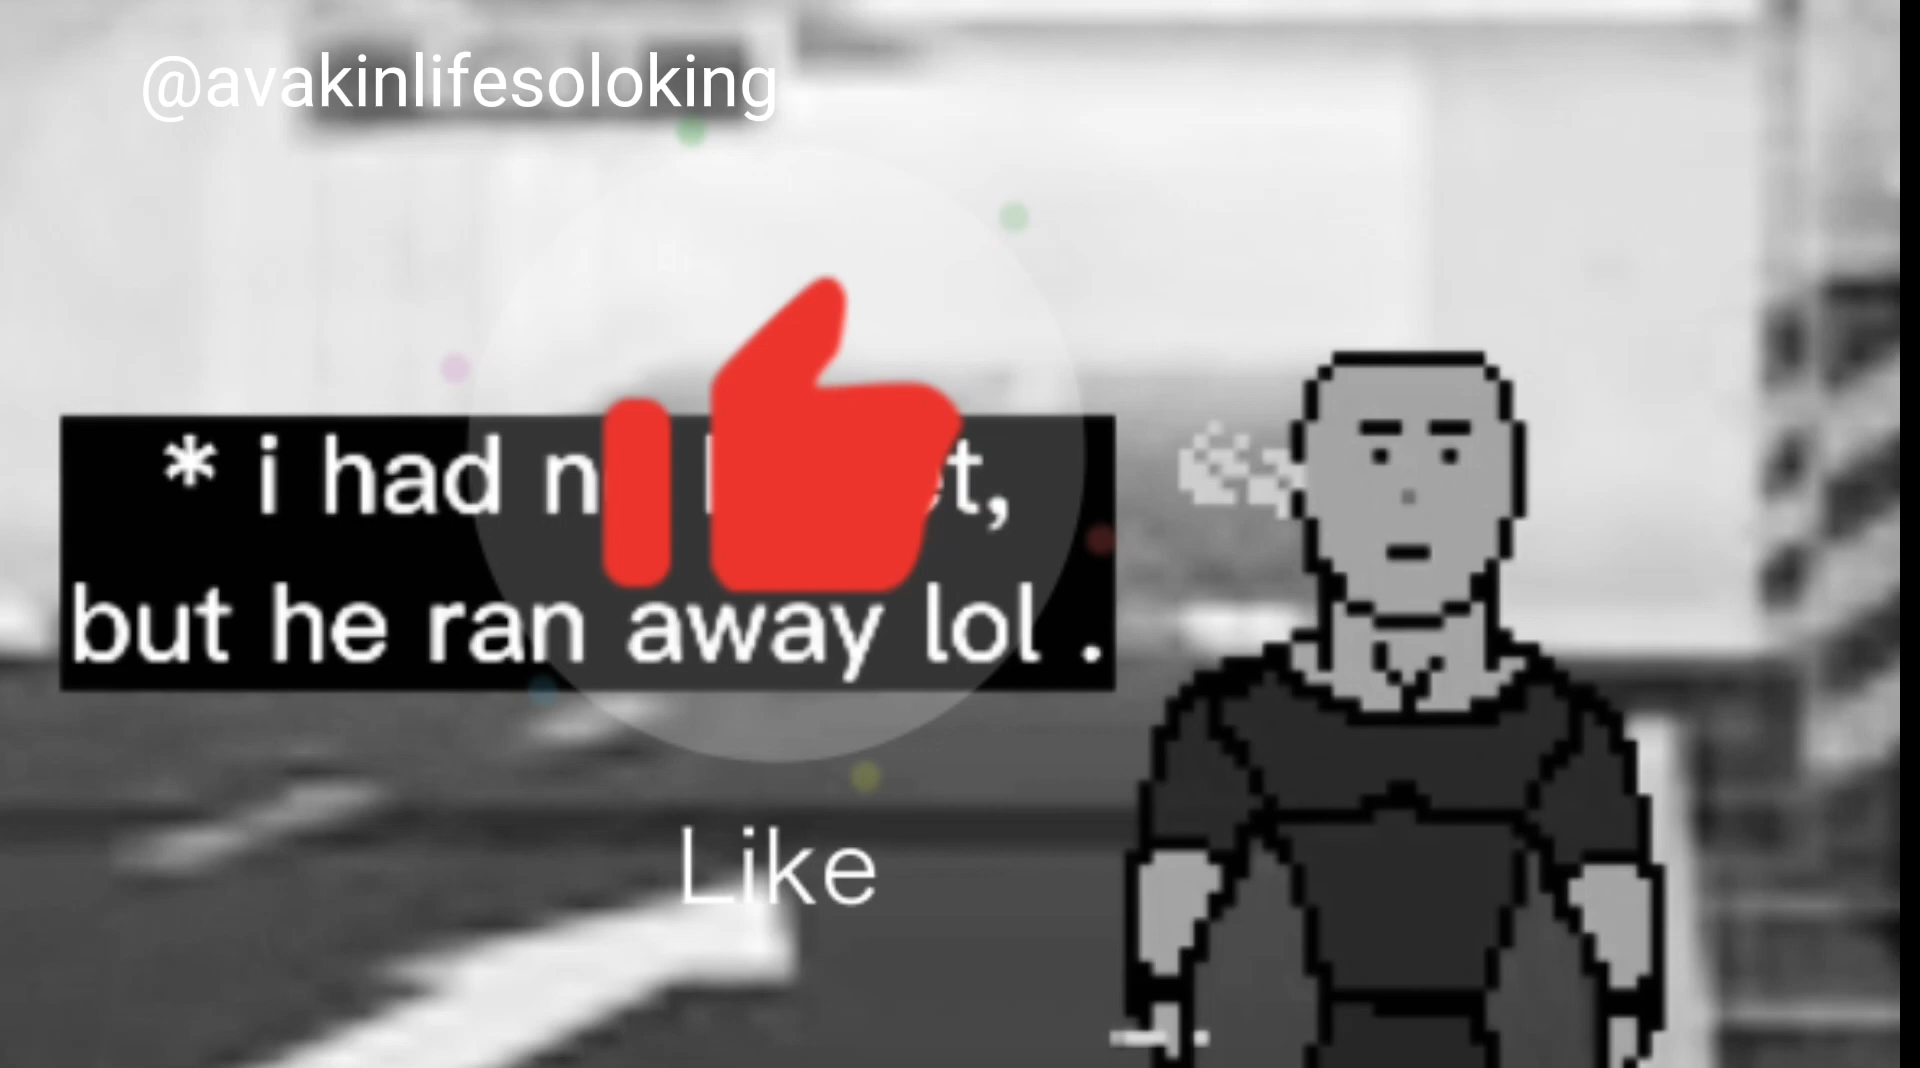 @avakinlifesoloking
* i had
but he ran away lol .
Like